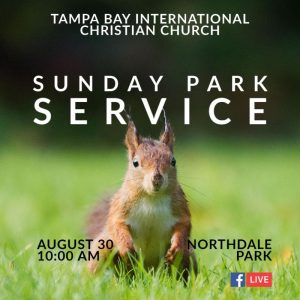 TAMPA BAY INTERNATIONAL
CHRISTIAN CHURCH
SUNDAY PARK
SERVICE
AUGUST 30
10:00 AM
NORTHDALE
PARK
f LIVE